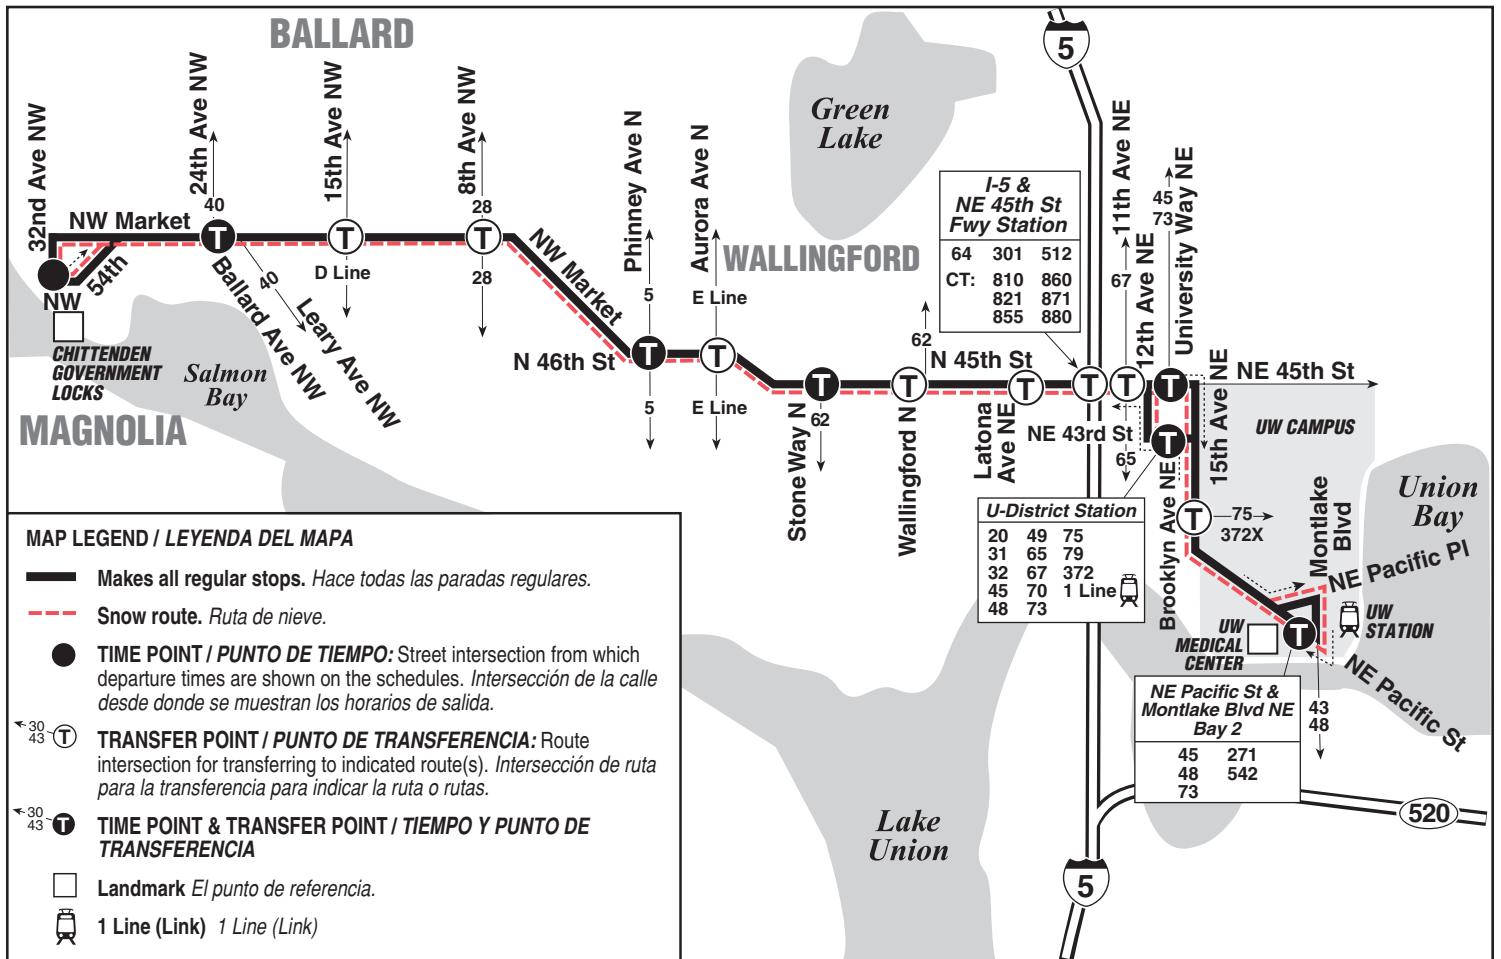 BALLARD
5
32nd Ave NW
24th Ave NW
15th Ave NW
8th Ave NW
Phinney Ave N
Aurora Ave N
Green
Lake
11th Ave NE
12th Ave NE
University Way NE
45
73
67
I-5 &
NE 45th St
Fwy Station
64 301 512
CT: 810 860
821 871
855 880
NW Market
40
T
T
28
T
28
D Line
40
NW
54th
Ballard Ave NW
Leary Ave NW
CHITTENDEN
GOVERNMENT
LOCKS
Salmon
Bay
MAGNOLIA
NW Market
N 46th St
5
T
5
E Line
T
E Line
WALLINGFORD
62
N 45th St
T
62
Stone Way N
T
Wallingford N
T
Latona
Ave NE
T
T
T
NE 45th St
NE 43rd St
T
65
15th Ave NE
UW CAMPUS
Brooklyn Ave NE
U-District Station
20 49 75
31 65 79
32 67 372
45 70 1 Line
48 73
T
75
372X
Montlake
Blvd
Union
Bay
NE Pacific Pl
UW
STATION
UW
MEDICAL
CENTER
T
NE Pacific St
43
48
NE Pacific St &
Montlake Blvd NE
Bay 2
45 271
48 542
73
520
Lake
Union
5
MAP LEGEND / LEYENDA DEL MAPA
Makes all regular stops. Hace todas las paradas regulares.
Snow route. Ruta de nieve.
TIME POINT / PUNTO DE TIEMPO: Street intersection from which
departure times are shown on the schedules. Intersección de la calle
desde donde se muestran los horarios de salida.
30
43
T
TRANSFER POINT / PUNTO DE TRANSFERENCIA: Route
intersection for transferring to indicated route(s). Intersección de ruta
para la transferencia para indicar la ruta o rutas.
30
43
T
TIME POINT & TRANSFER POINT / TIEMPO Y PUNTO DE
TRANSFERENCIA
Landmark El punto de referencia.
1 Line (Link) 1 Line (Link)